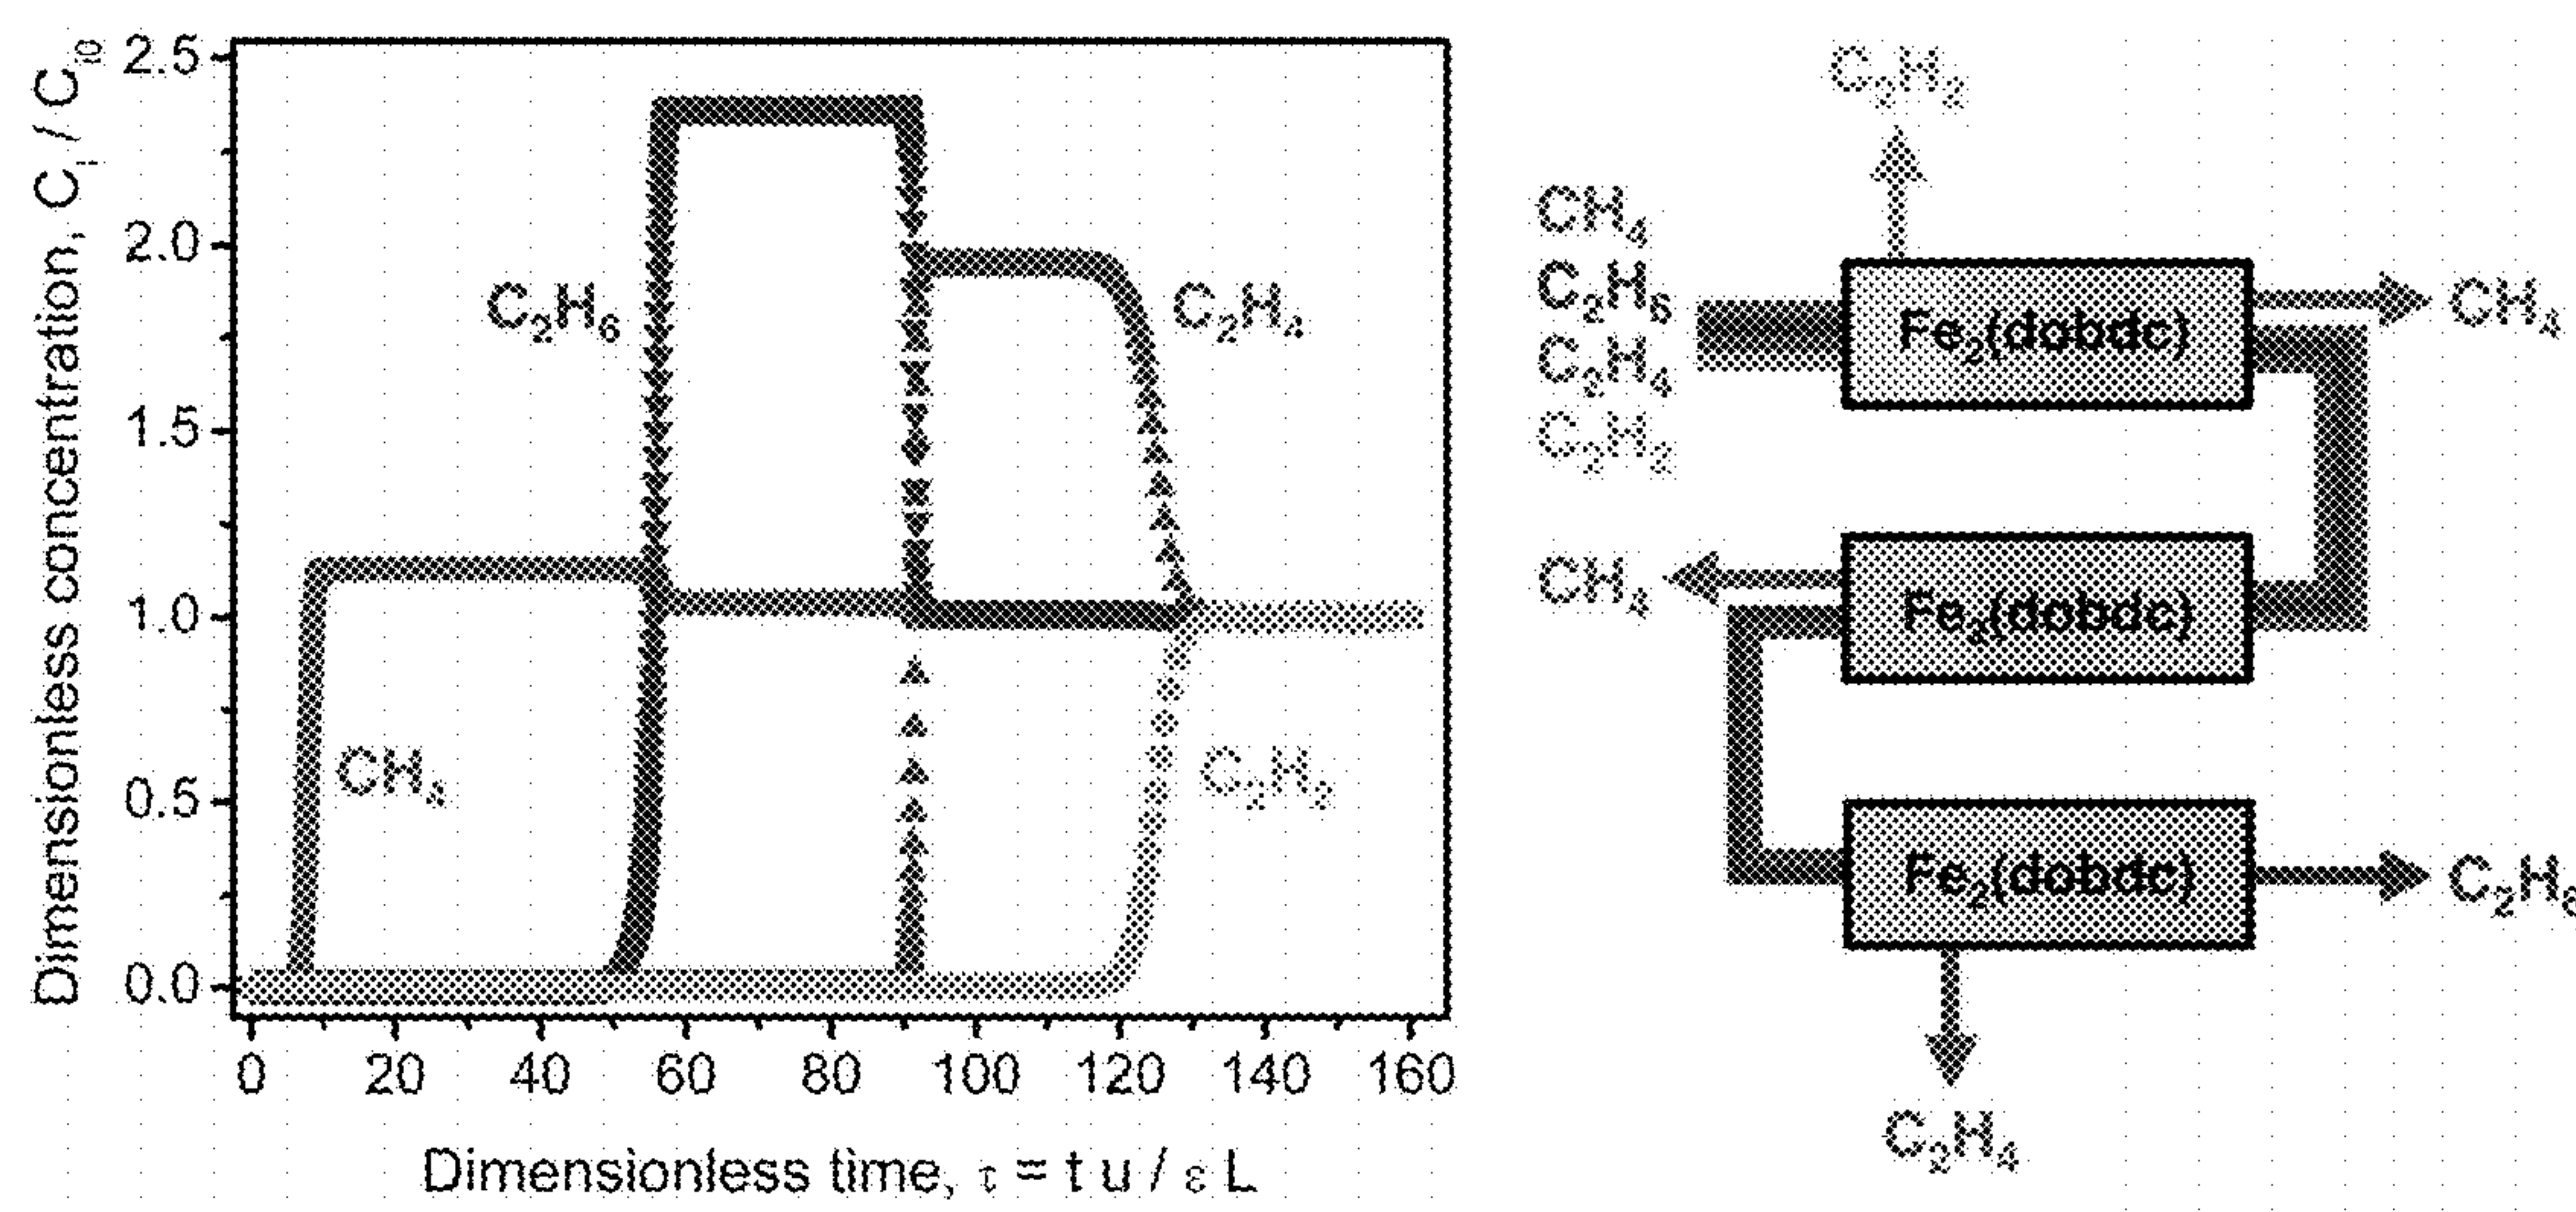 Dimensionless concentration, Cᵢ / Cᵢ₀
2.5
2.0
1.5
1.0
0.5
0.0
C₂H₆
C₂H₄
CH₄
C₂H₂
0 20 40 60 80 100 120 140 160
Dimensionless time, τ = t u / ε L
C₂H₂
CH₄
C₂H₆
C₂H₄
C₂H₂
Fe₂(dobdc)
CH₄
CH₄
Fe₂(dobdc)
Fe₂(dobdc)
C₂H₆
C₂H₄